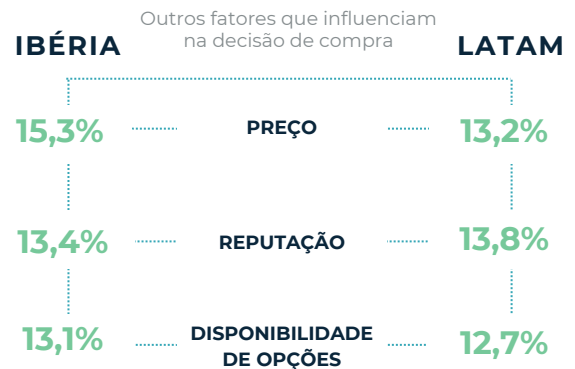 Outros fatores que influenciam
na decisão de compra
IBÉRIA
LATAM
15,3%
PREÇO
13,2%
13,4%
REPUTAÇÃO
13,8%
13,1%
DISPONIBILIDADE
DE OPÇÕES
12,7%